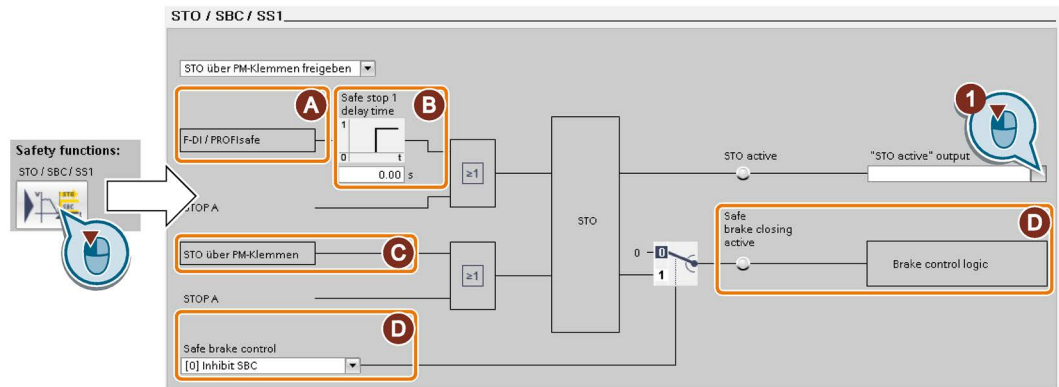 STO / SBC / SS1
STO über PM-Klemmen freigeben
A
Safe stop 1
delay time
B
1
0
t
F-DI / PROFIsafe
0.00 s
≥1
STOP A
Safety functions:
STO / SBC / SS1
STO
SBC
STO
STO active
"STO active" output
1
STO über PM-Klemmen
C
≥1
STOP A
0
0
1
Safe
brake closing
active
D
Brake control logic
D
Safe brake control
[0] Inhibit SBC